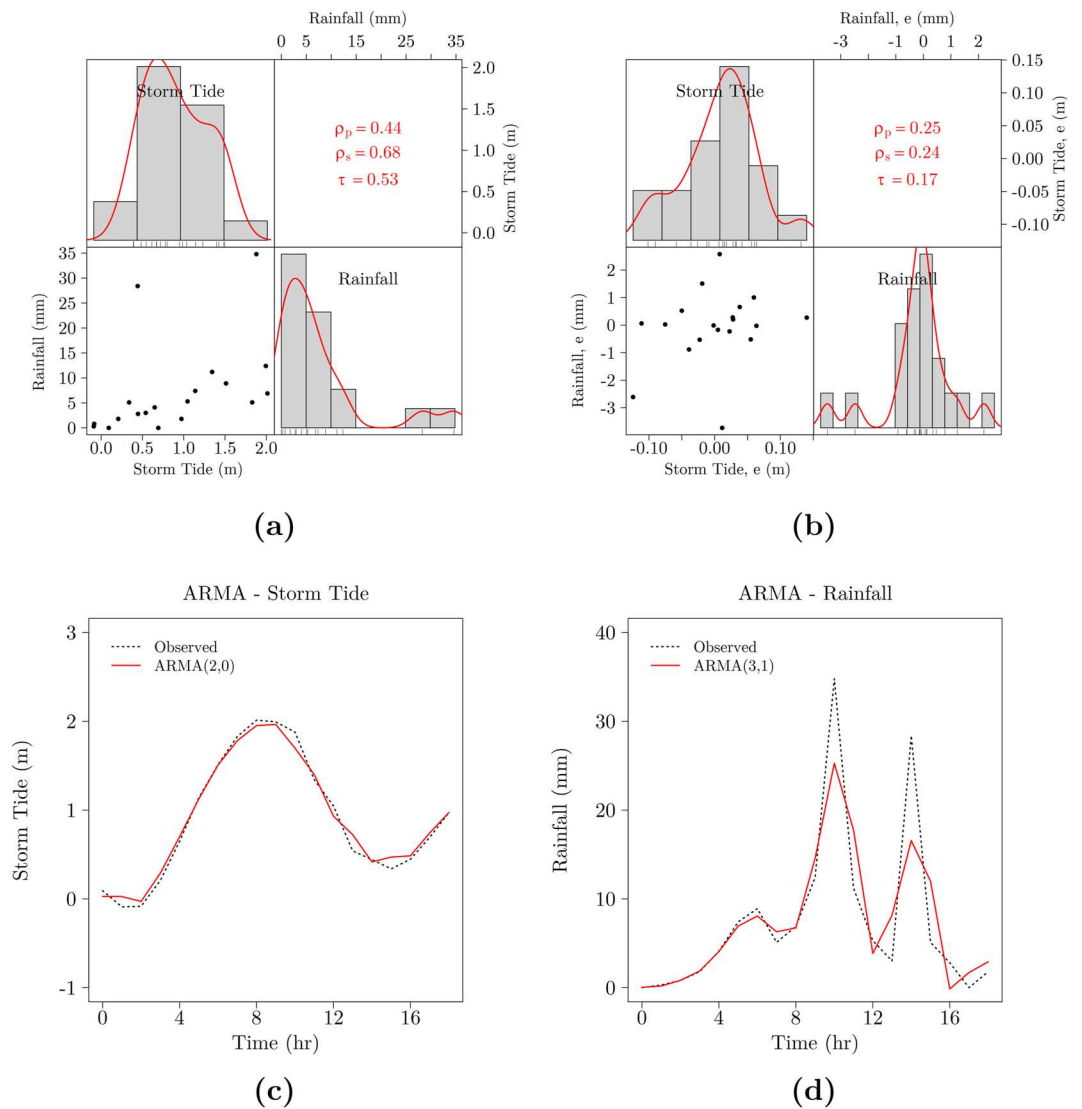 Rainfall (mm)
0 5 15 25 35
Storm Tide
ρp = 0.44
ρs = 0.68
τ = 0.53
2.0
1.5
1.0
0.5
0.0
Storm Tide (m)
35
30
25
20
15
10
5
0
Rainfall (mm)
Rainfall
0.0 0.5 1.0 1.5 2.0
Storm Tide (m)
(a)
Rainfall, e (mm)
-3 -1 0 1 2
Storm Tide
ρp = 0.25
ρs = 0.24
τ = 0.17
0.15
0.10
0.05
0.00
-0.05
-0.10
Storm Tide, e (m)
2
1
0
-1
-2
-3
Rainfall, e (mm)
Rainfall
-0.10 0.00 0.10
Storm Tide, e (m)
(b)
ARMA - Storm Tide
Observed
ARMA(2,0)
3
2
1
0
-1
Storm Tide (m)
0 4 8 12 16
Time (hr)
(c)
ARMA - Rainfall
Observed
ARMA(3,1)
40
30
20
10
0
Rainfall (mm)
0 4 8 12 16
Time (hr)
(d)